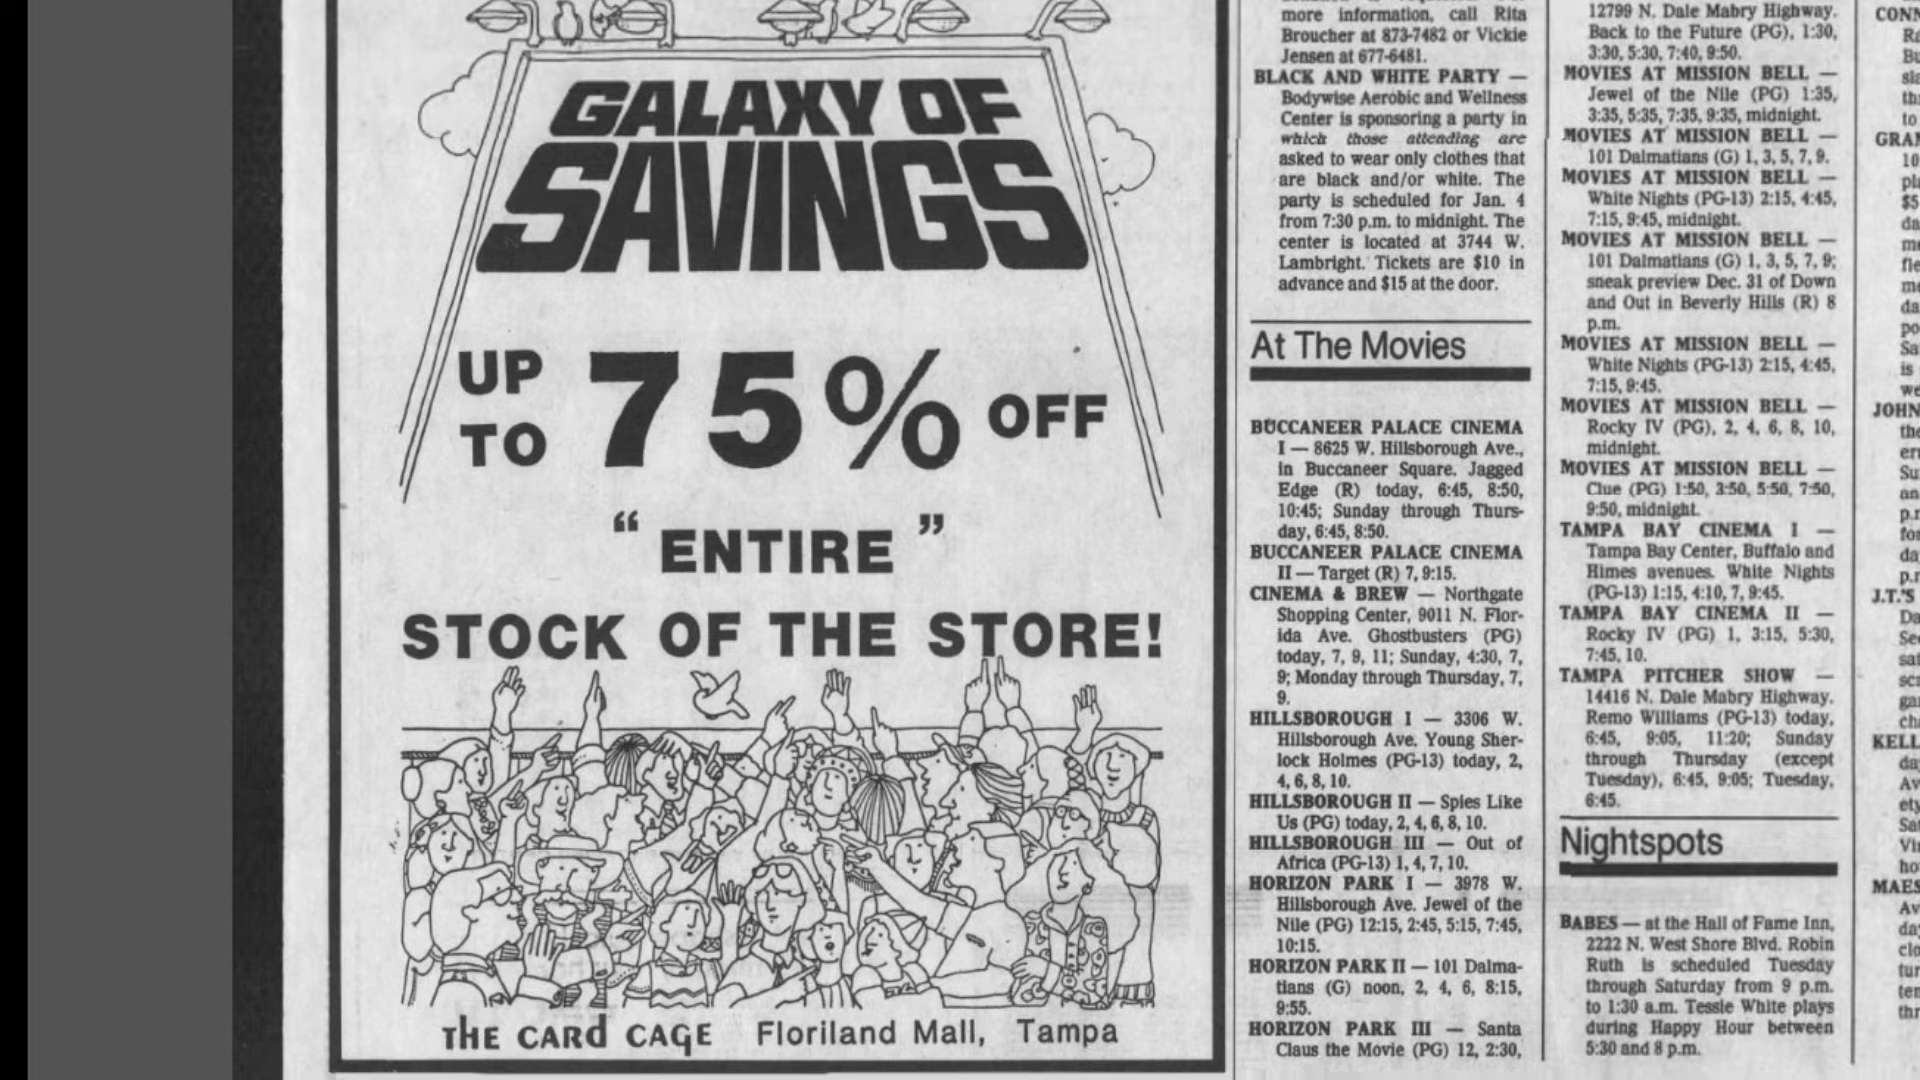 GALAXY OF
SAVINGS
UP
TO
75% OFF
“ ENTIRE ”
STOCK OF THE STORE!
THE CARd CAGE Floriland Mall, Tampa
more information, call Rita
Broucher at 873-7482 or Vickie
Jensen at 677-6481.
BLACK AND WHITE PARTY —
Bodywise Aerobic and Wellness
Center is sponsoring a party in
which those attending are
asked to wear only clothes that
are black and/or white. The
party is scheduled for Jan. 4
from 7:30 p.m. to midnight. The
center is located at 3744 W.
Lambright. Tickets are $10 in
advance and $15 at the door.
At The Movies
BUCCANEER PALACE CINEMA
I — 8625 W. Hillsborough Ave.,
in Buccaneer Square. Jagged
Edge (R) today, 6:45, 8:50,
10:45; Sunday through Thurs-
day, 6:45, 8:50.
BUCCANEER PALACE CINEMA
II — Target (R) 7, 9:15.
CINEMA & BREW — Northgate
Shopping Center, 9011 N. Flor-
ida Ave. Ghostbusters (PG)
today, 7, 9, 11; Sunday, 4:30, 7,
9; Monday through Thursday, 7,
9.
HILLSBOROUGH I — 3306 W.
Hillsborough Ave. Young Sher-
lock Holmes (PG-13) today, 2,
4, 6, 8, 10.
HILLSBOROUGH II — Spies Like
Us (PG) today, 2, 4, 6, 8, 10.
HILLSBOROUGH III — Out of
Africa (PG-13) 1, 4, 7, 10.
HORIZON PARK I — 3978 W.
Hillsborough Ave. Jewel of the
Nile (PG) 12:15, 2:45, 5:15, 7:45,
10:15.
HORIZON PARK II — 101 Dalma-
tians (G) noon, 2, 4, 6, 8:15,
9:55.
HORIZON PARK III — Santa
Claus the Movie (PG) 12, 2:30,
12799 N. Dale Mabry Highway.
Back to the Future (PG), 1:30,
3:30, 5:30, 7:40, 9:50.
MOVIES AT MISSION BELL —
Jewel of the Nile (PG) 1:35,
3:35, 5:35, 7:35, 9:35, midnight.
MOVIES AT MISSION BELL —
101 Dalmatians (G) 1, 3, 5, 7, 9.
MOVIES AT MISSION BELL —
White Nights (PG-13) 2:15, 4:45,
7:15, 9:45, midnight.
MOVIES AT MISSION BELL —
101 Dalmatians (G) 1, 3, 5, 7, 9;
sneak preview Dec. 31 of Down
and Out in Beverly Hills (R) 8
p.m.
MOVIES AT MISSION BELL —
White Nights (PG-13) 2:15, 4:45,
7:15, 9:45.
MOVIES AT MISSION BELL —
Rocky IV (PG), 2, 4, 6, 8, 10,
midnight.
MOVIES AT MISSION BELL —
Clue (PG) 1:50, 3:50, 5:50, 7:50,
9:50, midnight.
TAMPA BAY CINEMA I —
Tampa Bay Center, Buffalo and
Himes avenues. White Nights
(PG-13) 1:15, 4:10, 7, 9:45.
TAMPA BAY CINEMA II —
Rocky IV (PG) 1, 3:15, 5:30,
7:45, 10.
TAMPA PITCHER SHOW —
14416 N. Dale Mabry Highway.
Remo Williams (PG-13) today,
6:45, 9:05, 11:20; Sunday
through Thursday (except
Tuesday), 6:45, 9:05; Tuesday,
6:45.
Nightspots
BABES — at the Hall of Fame Inn,
2222 N. West Shore Blvd. Robin
Ruth is scheduled Tuesday
through Saturday from 9 p.m.
to 1:30 a.m. Tessie White plays
during Happy Hour between
5:30 and 8 p.m.